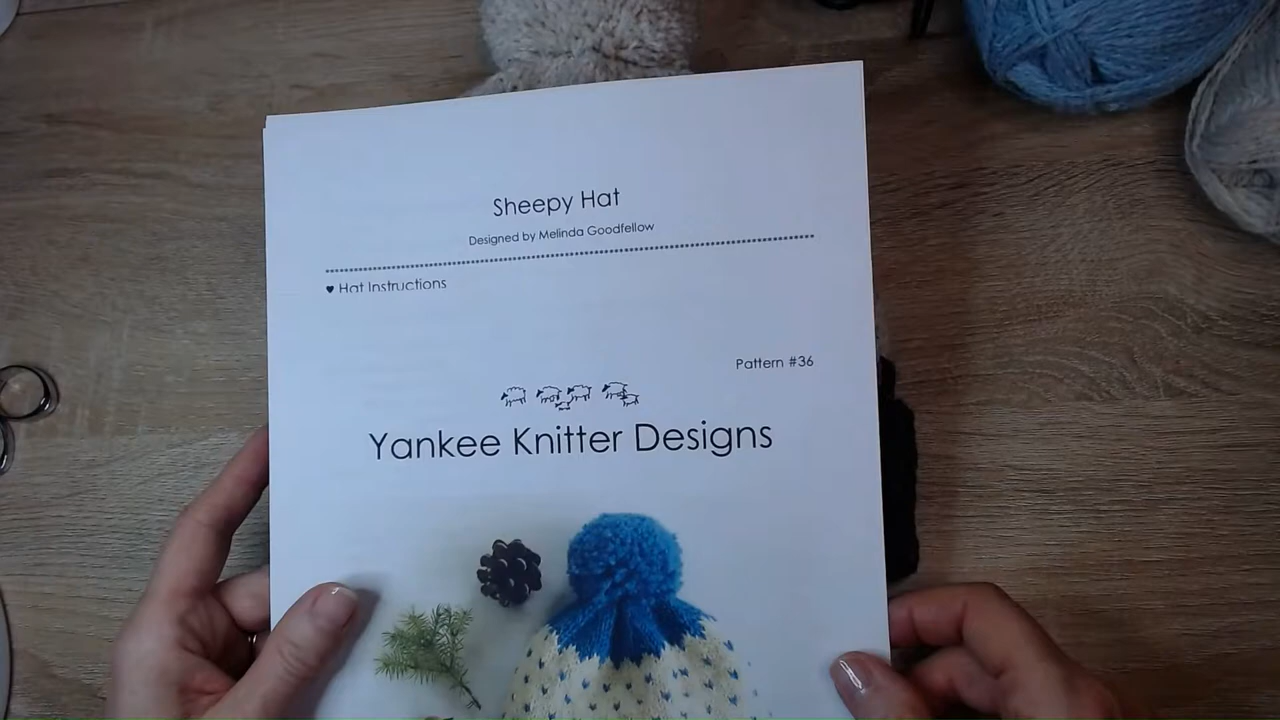 Sheepy Hat
Designed by Melinda Goodfellow
♥ Hat Instructions
Pattern #36
Yankee Knitter Designs